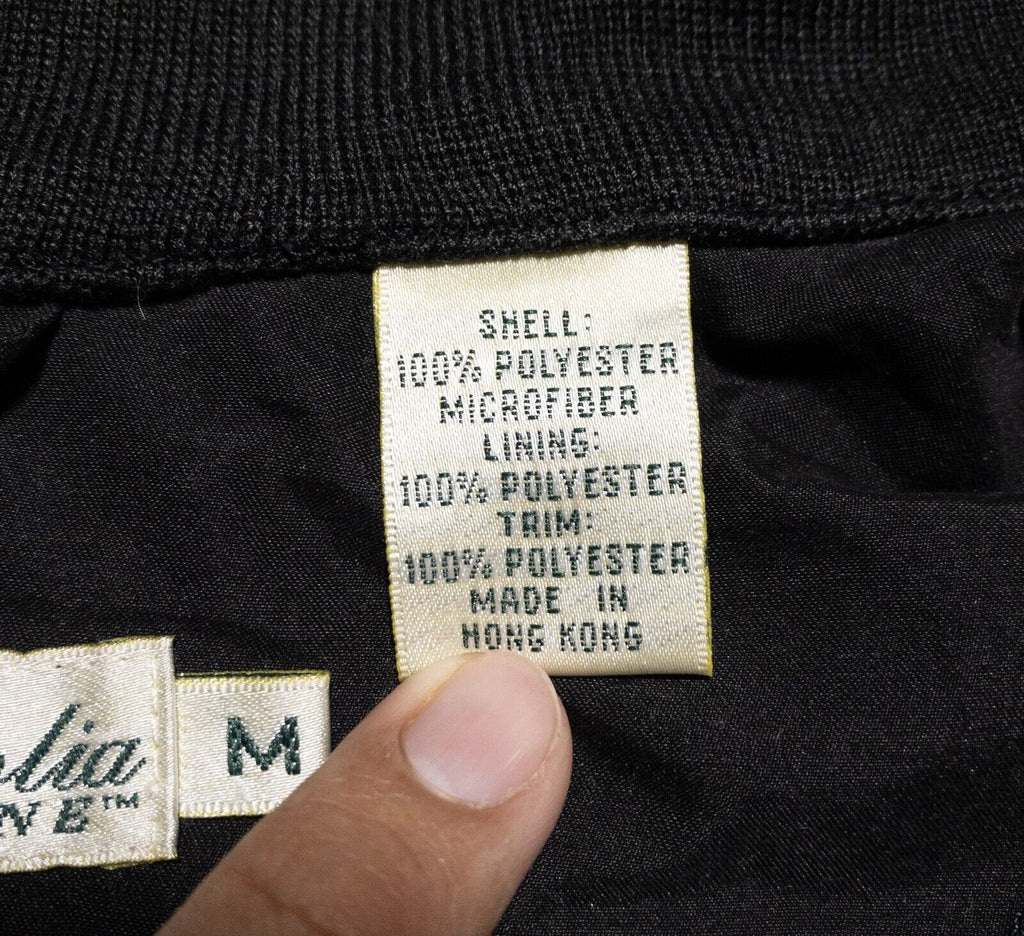 SHELL:
100% POLYESTER
MICROFIBER
LINING:
100% POLYESTER
TRIM:
100% POLYESTER
MADE IN
HONG KONG
M